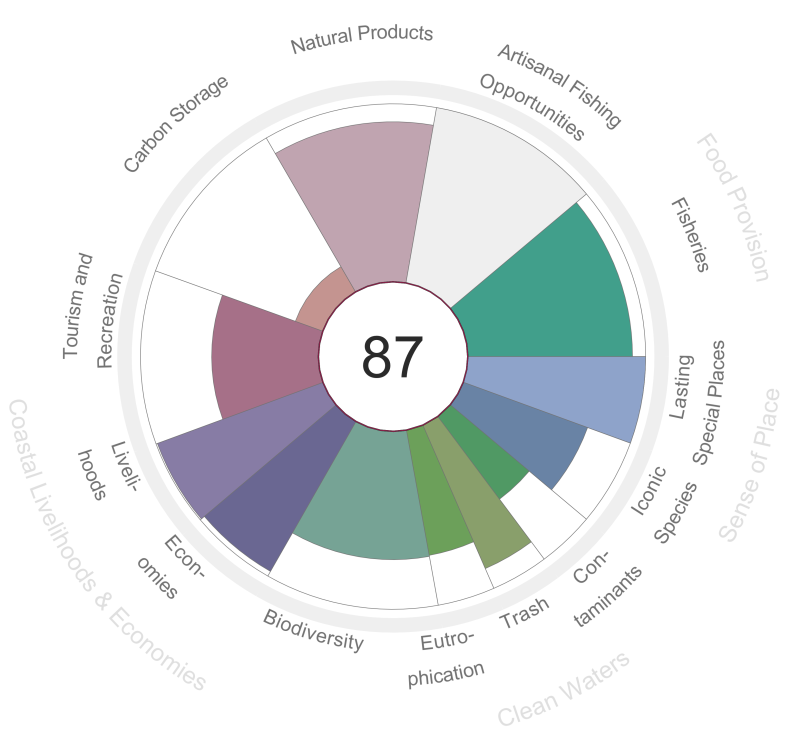 Natural Products
Artisanal Fishing
Opportunities
Fisheries
Food Provision
Lasting
Special Places
Iconic
Species
Sense of Place
Con-
taminants
Trash
Eutro-
phication
Clean Waters
Biodiversity
Econ-
omies
Liveli-
hoods
Coastal Livelihoods & Economies
Tourism and
Recreation
Carbon Storage
87